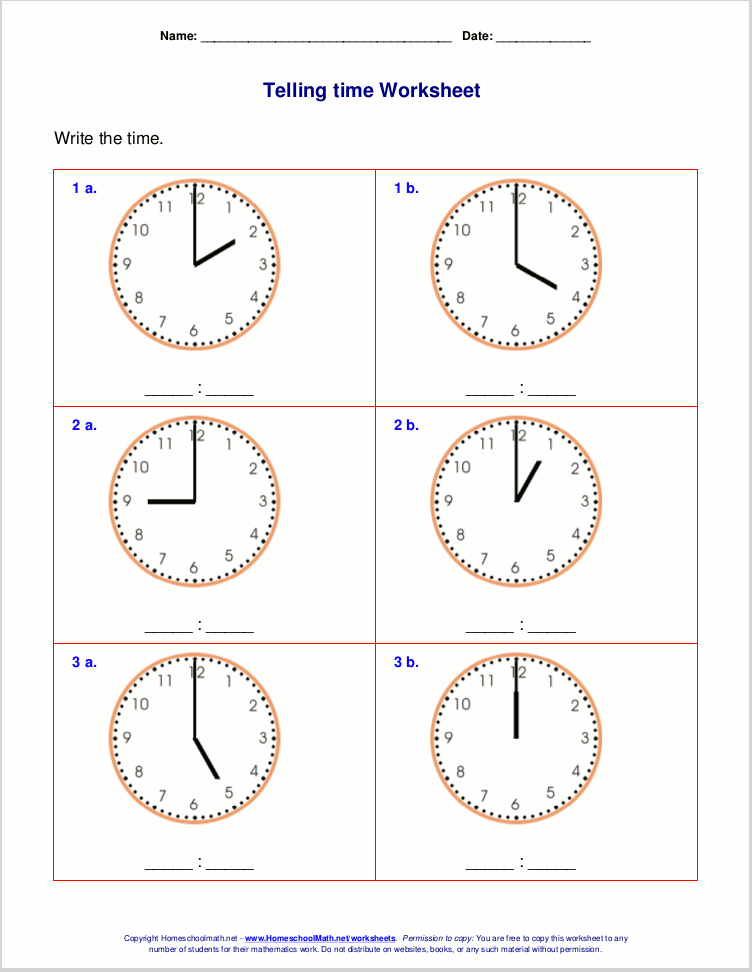 Name: ______________________________________ Date: ______________
Telling time Worksheet
Write the time.
1 a.
12
11 1
10 2
9 3
8 4
7 5
6
_____ : _____
1 b.
12
11 1
10 2
9 3
8 4
7 5
6
_____ : _____
2 a.
12
11 1
10 2
9 3
8 4
7 5
6
_____ : _____
2 b.
12
11 1
10 2
9 3
8 4
7 5
6
_____ : _____
3 a.
12
11 1
10 2
9 3
8 4
7 5
6
_____ : _____
3 b.
12
11 1
10 2
9 3
8 4
7 5
6
_____ : _____
Copyright Homeschoolmath.net - www.HomeschoolMath.net/worksheets. Permission to copy: You are free to copy this worksheet to any
number of students for their mathematics work. Do not distribute on websites, books, or any such material without permission.